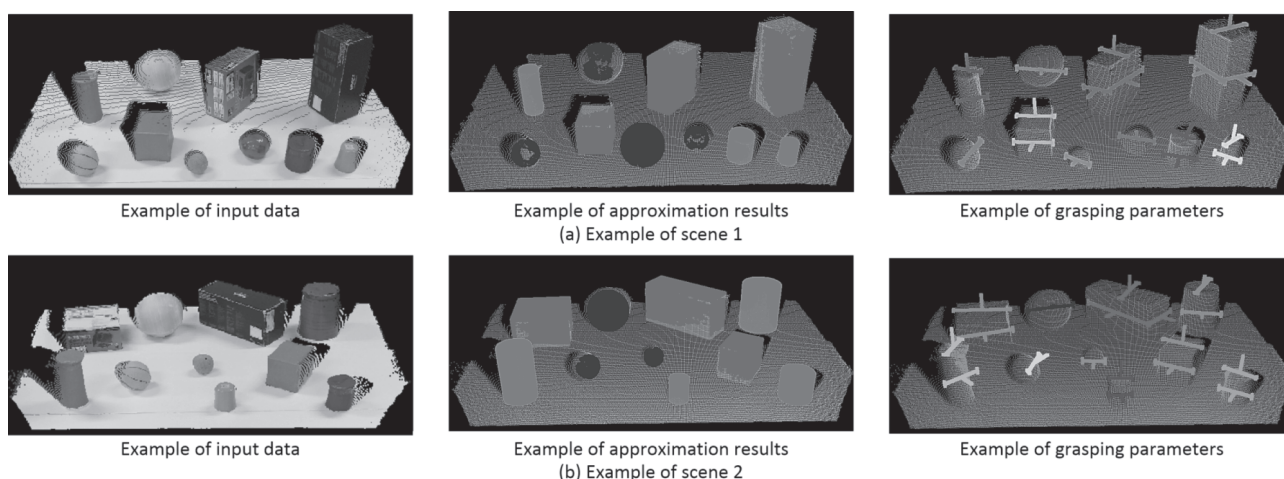 Example of input data
Example of approximation results
Example of grasping parameters
(a) Example of scene 1
Example of input data
Example of approximation results
Example of grasping parameters
(b) Example of scene 2